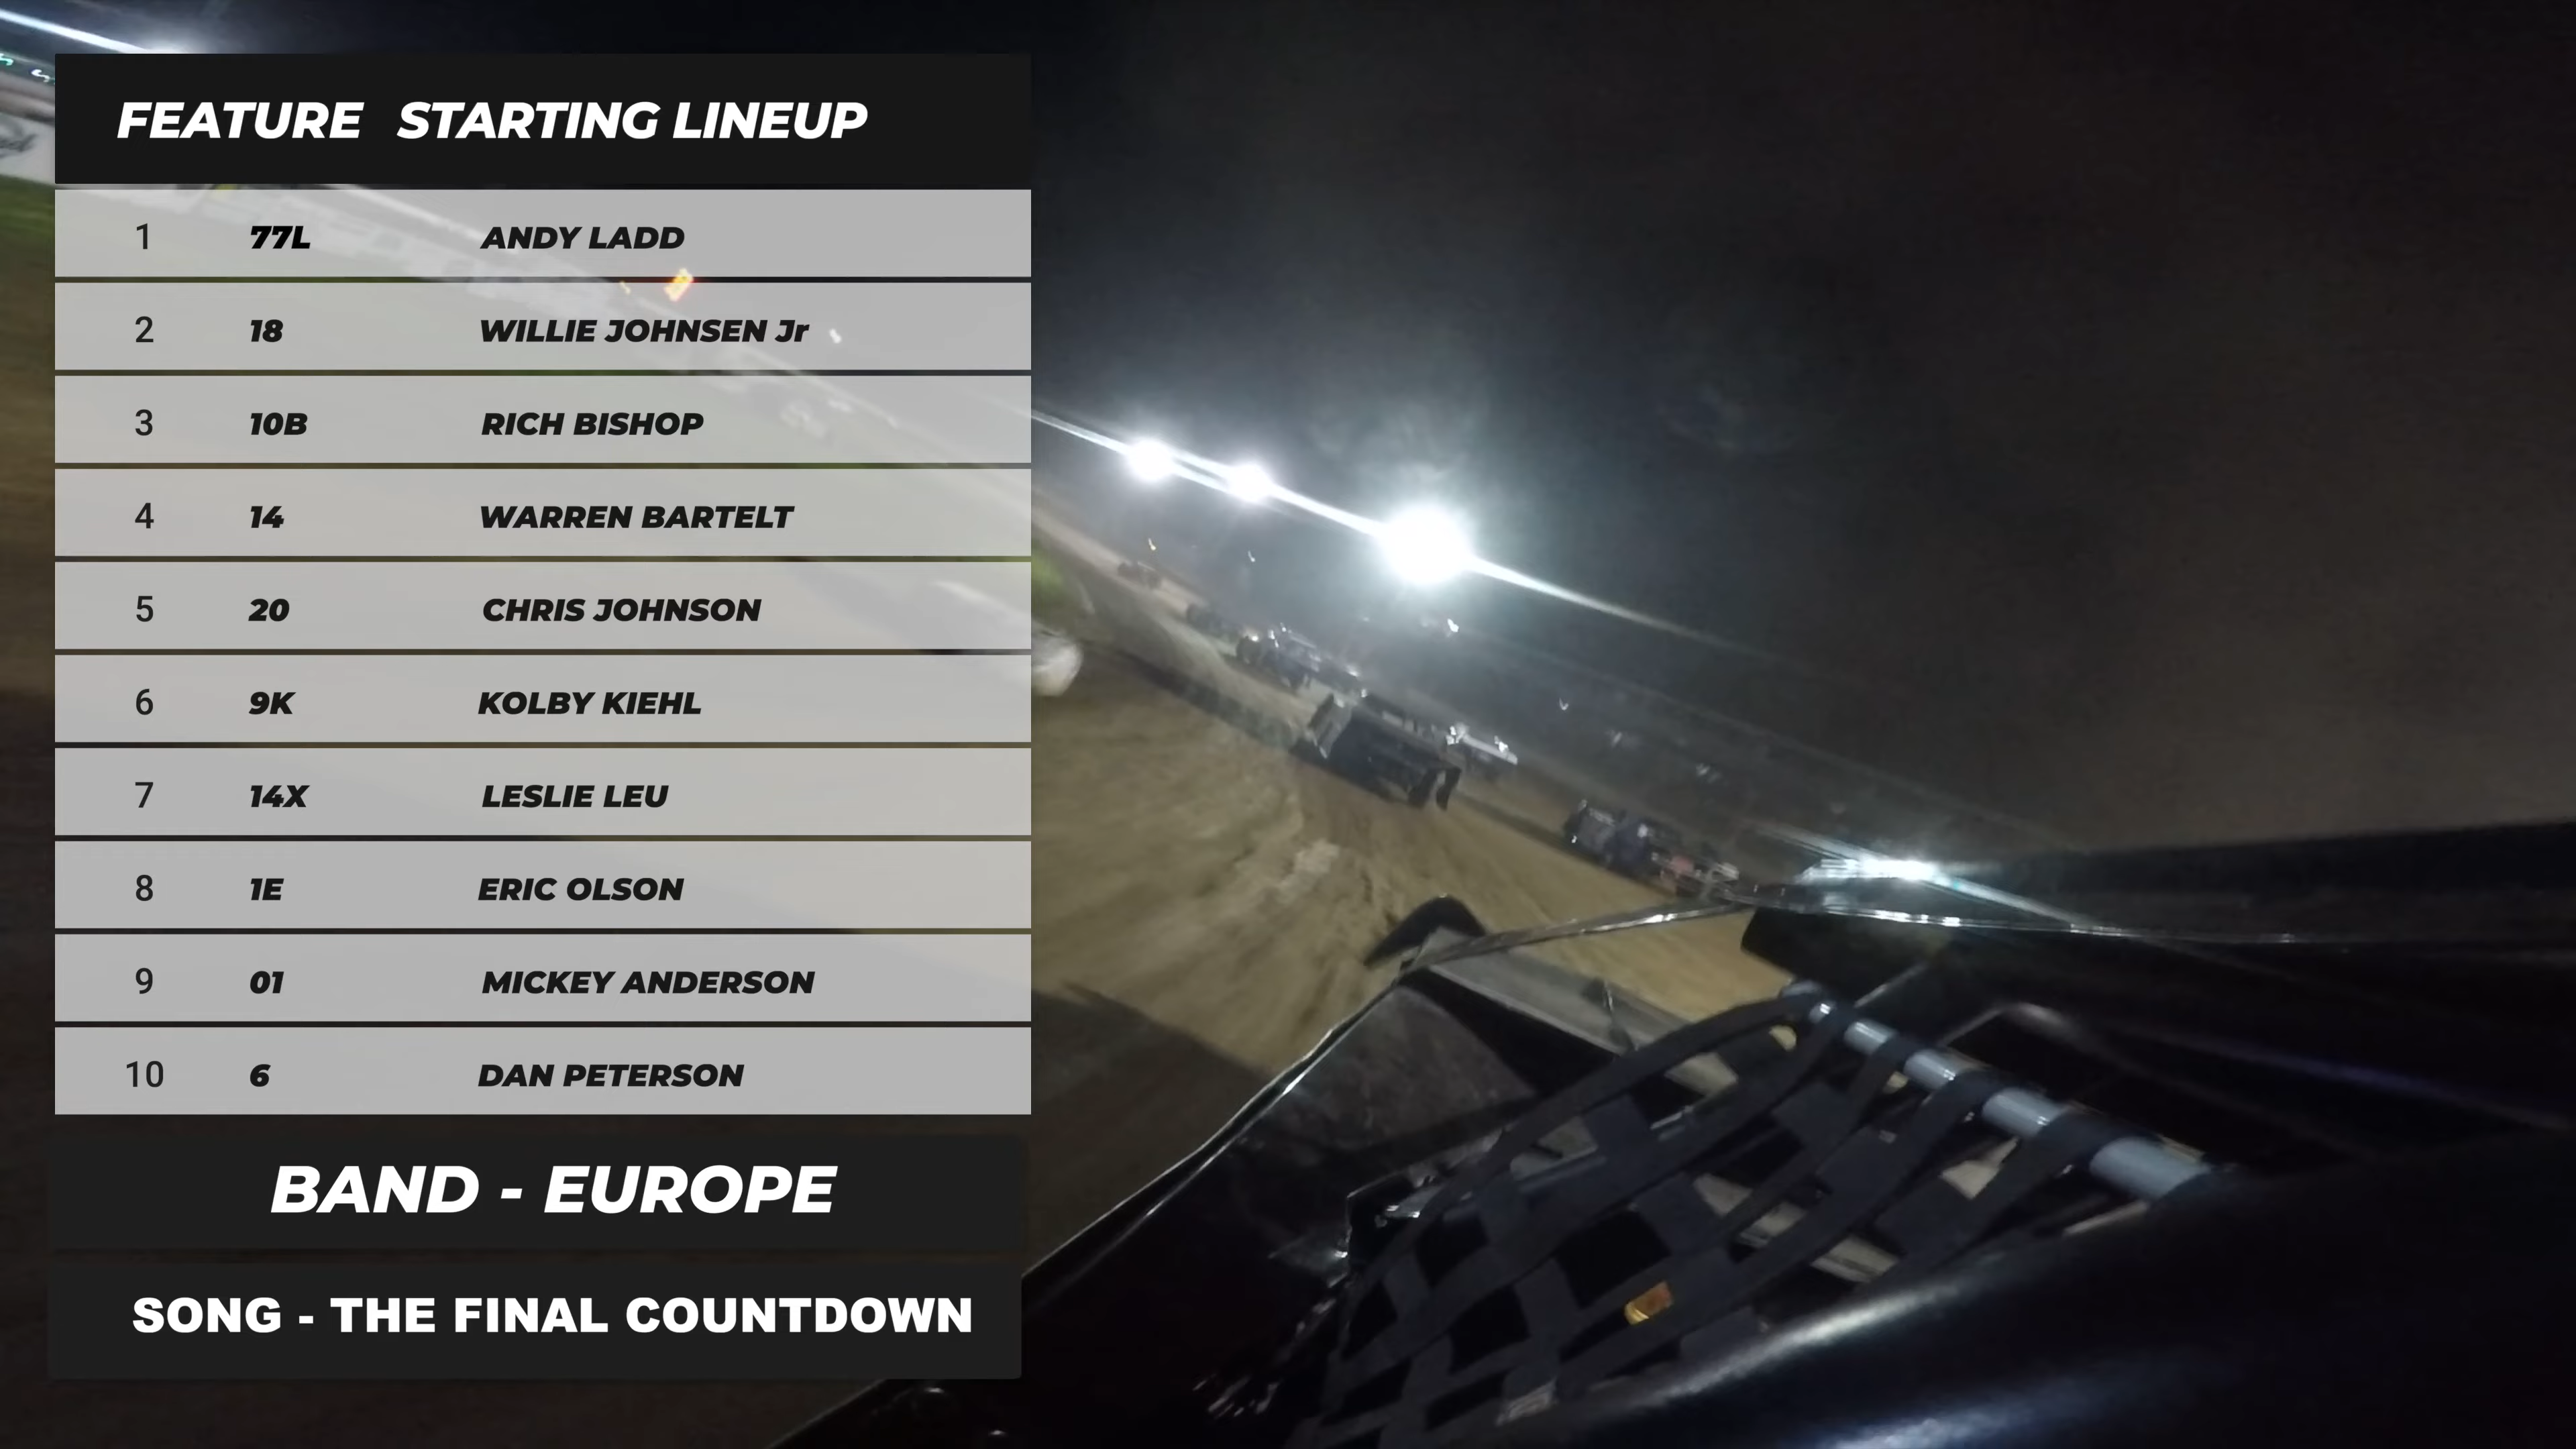 FEATURE STARTING LINEUP
1 77L ANDY LADD
2 18 WILLIE JOHNSEN Jr
3 10B RICH BISHOP
4 14 WARREN BARTELT
5 20 CHRIS JOHNSON
6 9K KOLBY KIEHL
7 14X LESLIE LEU
8 1E ERIC OLSON
9 01 MICKEY ANDERSON
10 6 DAN PETERSON
BAND - EUROPE
SONG - THE FINAL COUNTDOWN